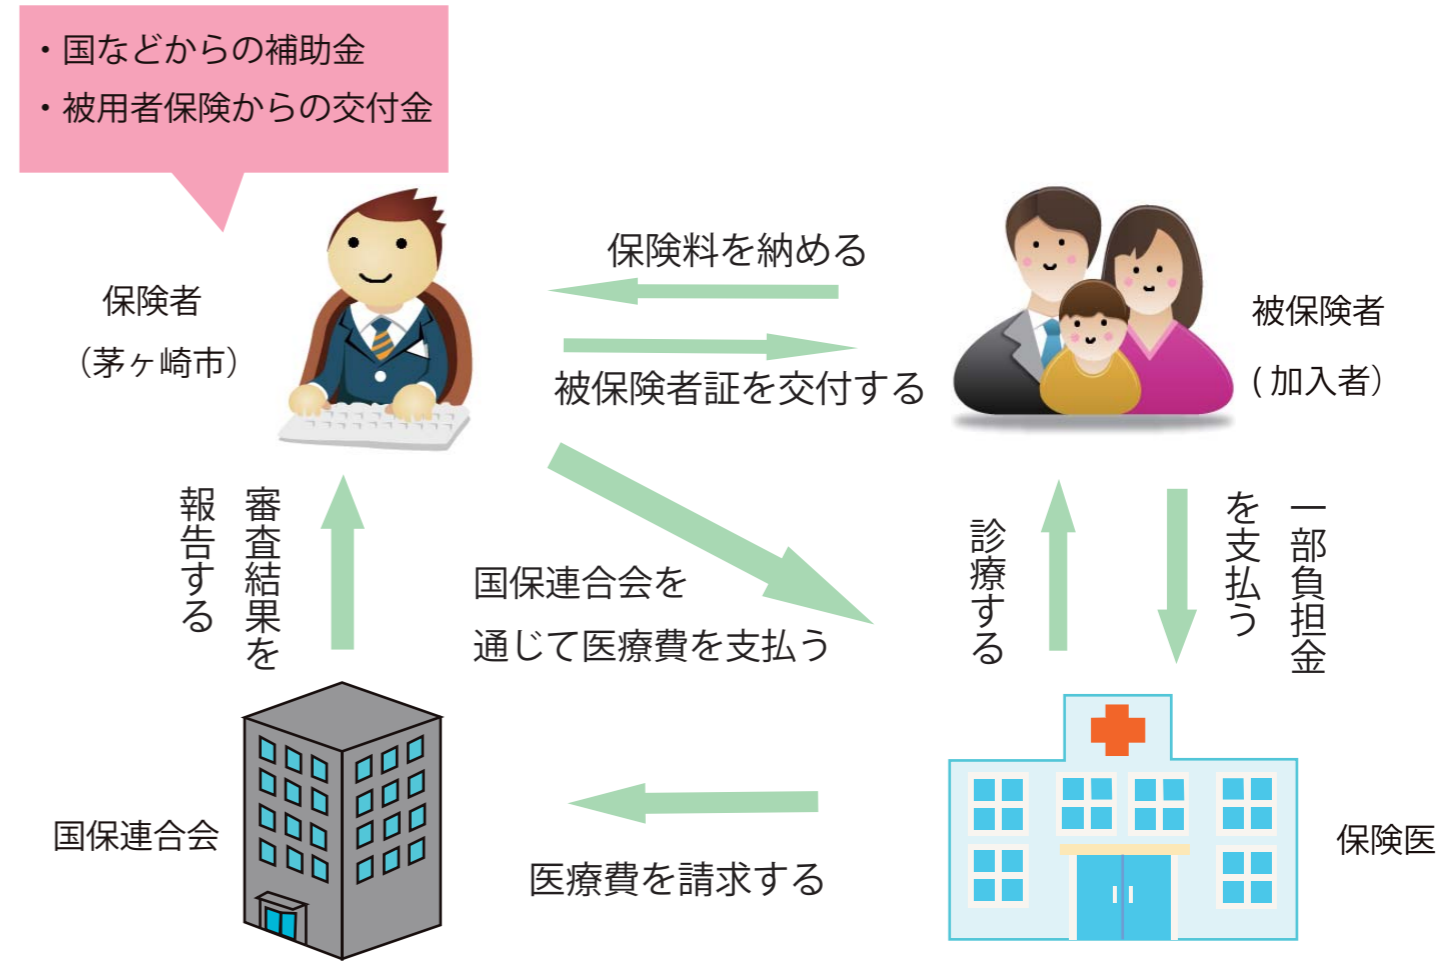 ・国などからの補助金
・被用者保険からの交付金
保険料を納める
保険者
（茅ヶ崎市）
被保険者
( 加入者）
被保険者証を交付する
審査結果を
報告する
国保連合会を
通じて医療費を支払う
診療する
一部負担金
を支払う
国保連合会
医療費を請求する
保険医